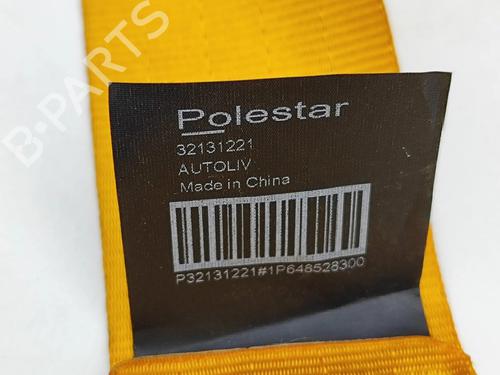 B-PARTS
Polestar
32131221
AUTOLIV
Made in China
P32131221#1P648528300